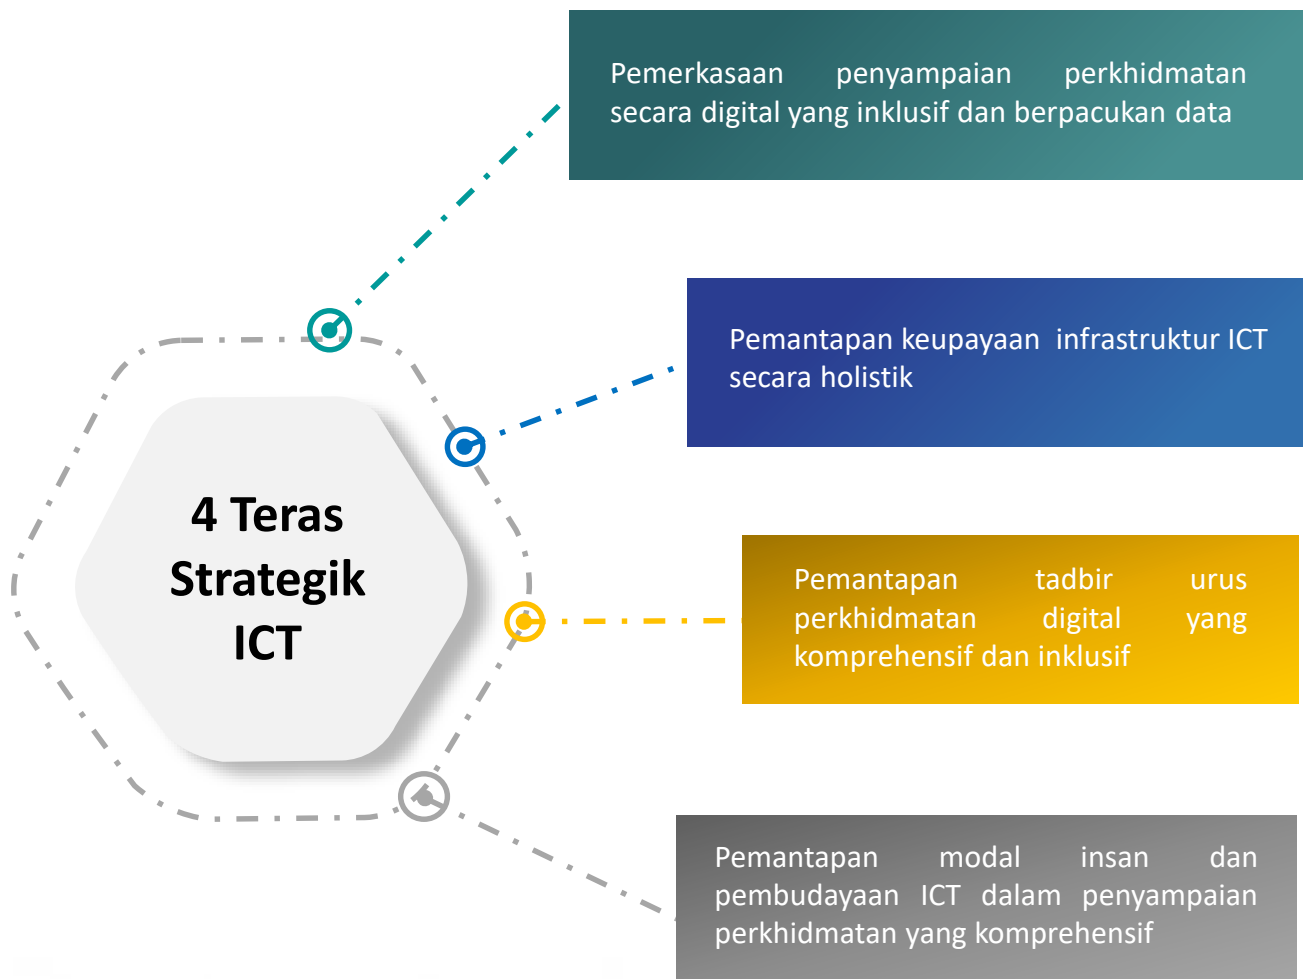 4 Teras
Strategik
ICT
Pemerkasaan penyampaian perkhidmatan
secara digital yang inklusif dan berpacukan data
Pemantapan keupayaan infrastruktur ICT
secara holistik
Pemantapan tadbir urus
perkhidmatan digital yang
komprehensif dan inklusif
Pemantapan modal insan dan
pembudayaan ICT dalam penyampaian
perkhidmatan yang komprehensif